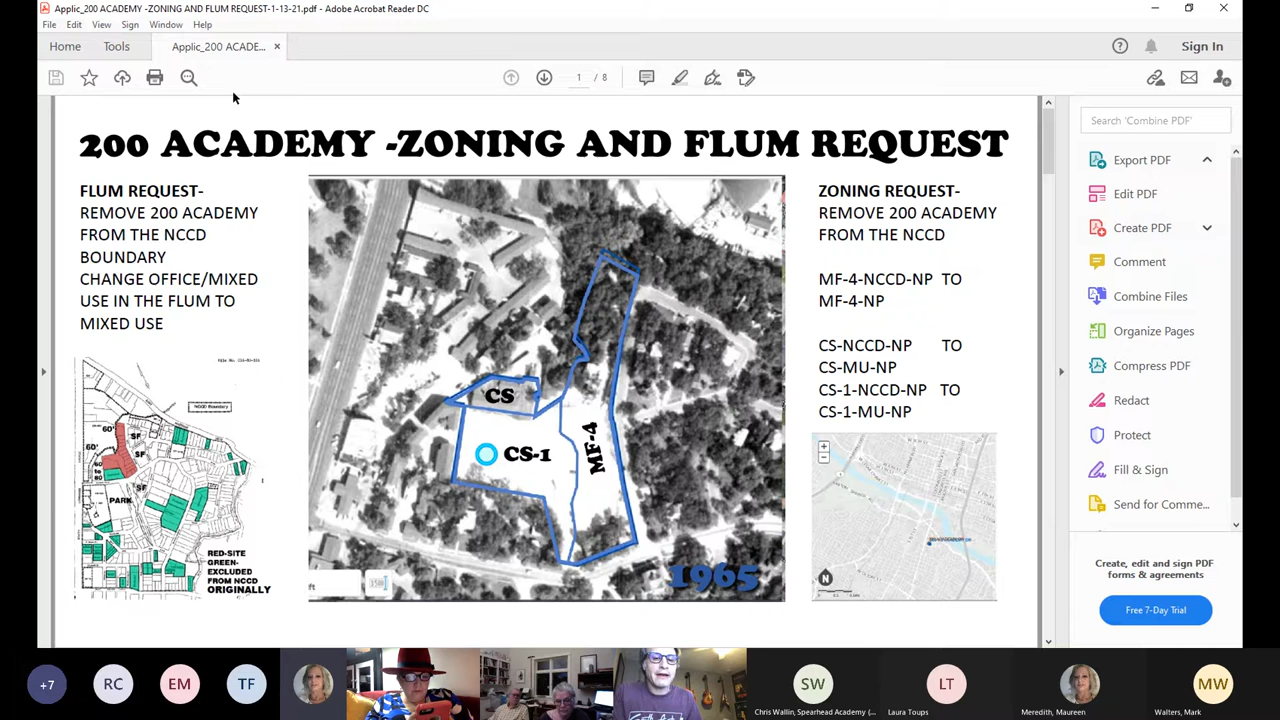 Applic_200 ACADEMY -ZONING AND FLUM REQUEST-1-13-21.pdf - Adobe Acrobat Reader DC
File Edit View Sign Window Help
Home Tools Applic_200 ACADE... × Sign In
1 / 8
200 ACADEMY -ZONING AND FLUM REQUEST
FLUM REQUEST-
REMOVE 200 ACADEMY
FROM THE NCCD
BOUNDARY
CHANGE OFFICE/MIXED
USE IN THE FLUM TO
MIXED USE
NCCD Boundary
60'
SF
60'
SF
PARK
SF
RED-SITE
GREEN-
EXCLUDED
FROM NCCD
ORIGINALLY
CS
CS-1
MF-4
1965
ft
ZONING REQUEST-
REMOVE 200 ACADEMY
FROM THE NCCD
MF-4-NCCD-NP TO
MF-4-NP
CS-NCCD-NP TO
CS-MU-NP
CS-1-NCCD-NP TO
CS-1-MU-NP
+
−
N
Search 'Combine PDF'
Export PDF
Edit PDF
Create PDF
Comment
Combine Files
Organize Pages
Compress PDF
Redact
Protect
Fill & Sign
Send for Comme...
Create, edit and sign PDF
forms & agreements
Free 7-Day Trial
+7 RC EM TF SW LT MW
Chris Wallin, Spearhead Academy (... Laura Toups Meredith, Maureen Walters, Mark